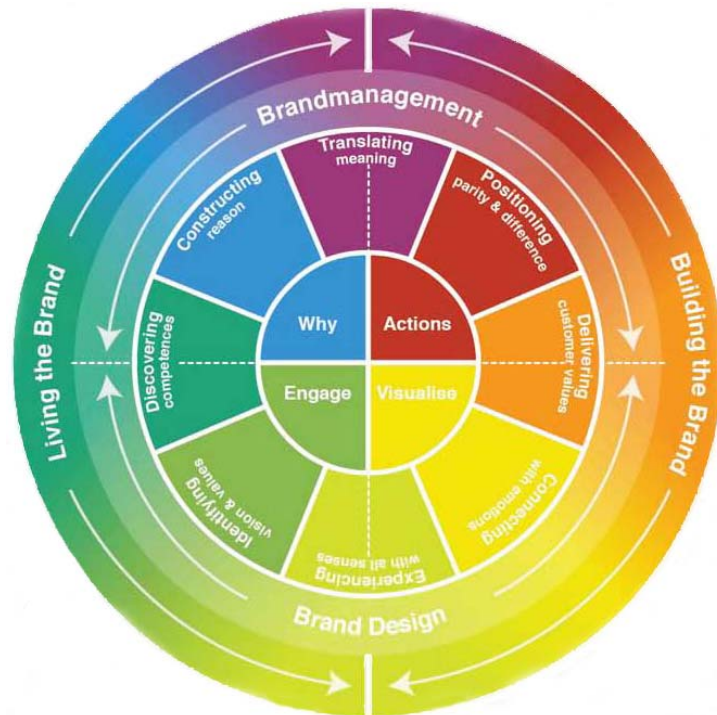 Brandmanagement
Translating
meaning
Positioning
parity & difference
Delivering
customer values
Connecting
with emotions
Experiencing
with all senses
Identifying
vision & values
Discovering
competences
Constructing
reason
Why
Actions
Engage
Visualise
Living the Brand
Building the Brand
Brand Design